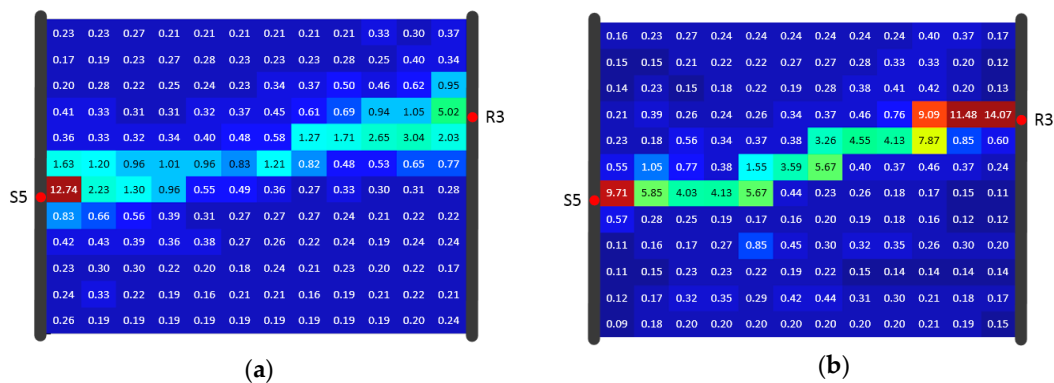 0.23 0.23 0.27 0.21 0.21 0.21 0.21 0.21 0.21 0.33 0.30 0.37
0.17 0.19 0.23 0.27 0.28 0.23 0.23 0.23 0.28 0.25 0.40 0.34
0.20 0.28 0.22 0.25 0.24 0.23 0.34 0.37 0.50 0.46 0.62 0.95
0.41 0.33 0.31 0.31 0.32 0.37 0.45 0.61 0.69 0.94 1.05 5.02
R3
0.36 0.33 0.32 0.34 0.40 0.48 0.58 1.27 1.71 2.65 3.04 2.03
1.63 1.20 0.96 1.01 0.96 0.83 1.21 0.82 0.48 0.53 0.65 0.77
S5
12.74 2.23 1.30 0.96 0.55 0.49 0.36 0.27 0.33 0.30 0.31 0.28
0.83 0.66 0.56 0.39 0.31 0.27 0.27 0.27 0.24 0.21 0.22 0.22
0.42 0.43 0.39 0.36 0.38 0.27 0.26 0.22 0.24 0.19 0.24 0.24
0.23 0.30 0.30 0.22 0.20 0.18 0.24 0.21 0.23 0.20 0.22 0.17
0.24 0.33 0.22 0.19 0.16 0.21 0.21 0.16 0.19 0.21 0.22 0.21
0.26 0.19 0.19 0.19 0.19 0.19 0.19 0.19 0.19 0.19 0.20 0.24
(a)
0.16 0.23 0.27 0.24 0.24 0.24 0.24 0.24 0.24 0.40 0.37 0.17
0.15 0.15 0.21 0.22 0.22 0.27 0.27 0.28 0.33 0.33 0.20 0.12
0.14 0.23 0.15 0.18 0.22 0.19 0.28 0.38 0.41 0.42 0.20 0.13
0.21 0.39 0.26 0.24 0.26 0.34 0.37 0.46 0.76 9.09 11.48 14.07
R3
0.23 0.18 0.56 0.34 0.37 0.38 3.26 4.55 4.13 7.87 0.85 0.60
0.55 1.05 0.77 0.38 1.55 3.59 5.67 0.40 0.37 0.46 0.37 0.24
S5
9.71 5.85 4.03 4.13 5.67 0.44 0.23 0.26 0.18 0.17 0.15 0.11
0.57 0.28 0.25 0.19 0.17 0.16 0.20 0.19 0.18 0.16 0.12 0.12
0.11 0.16 0.17 0.27 0.85 0.45 0.30 0.32 0.35 0.26 0.30 0.20
0.11 0.15 0.23 0.23 0.22 0.19 0.22 0.15 0.14 0.14 0.14 0.14
0.12 0.17 0.32 0.35 0.29 0.42 0.44 0.31 0.30 0.21 0.18 0.17
0.09 0.18 0.20 0.20 0.20 0.20 0.20 0.20 0.20 0.21 0.19 0.15
(b)